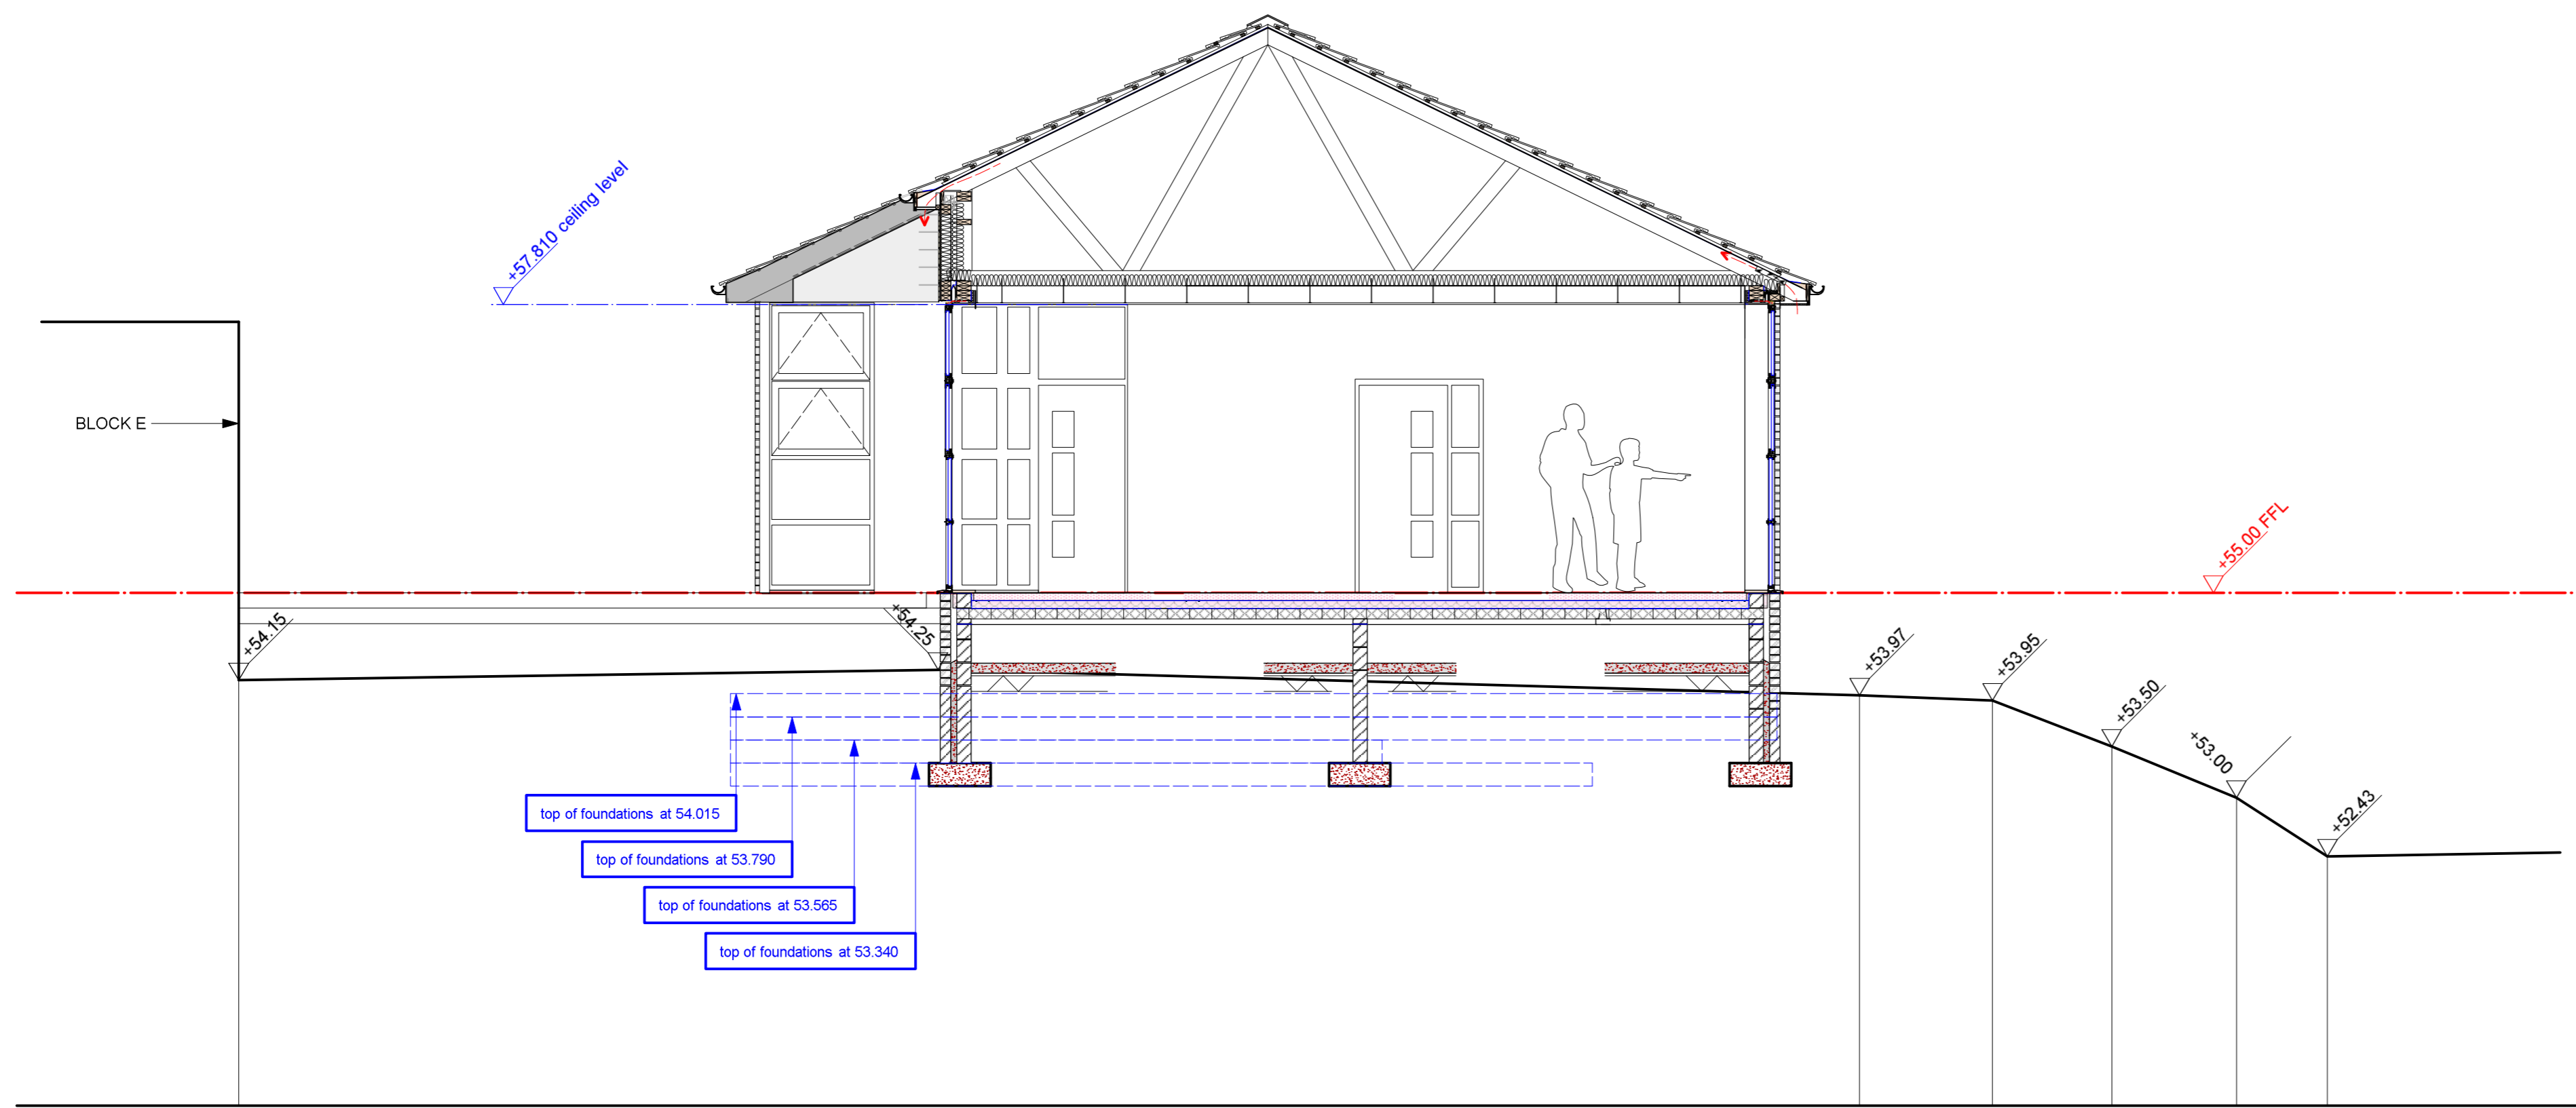 +57.810 ceiling level
BLOCK E
+55.00 FFL
+54.15
+54.25
+53.97
+53.95
+53.50
+53.00
+52.43
top of foundations at 54.015
top of foundations at 53.790
top of foundations at 53.565
top of foundations at 53.340